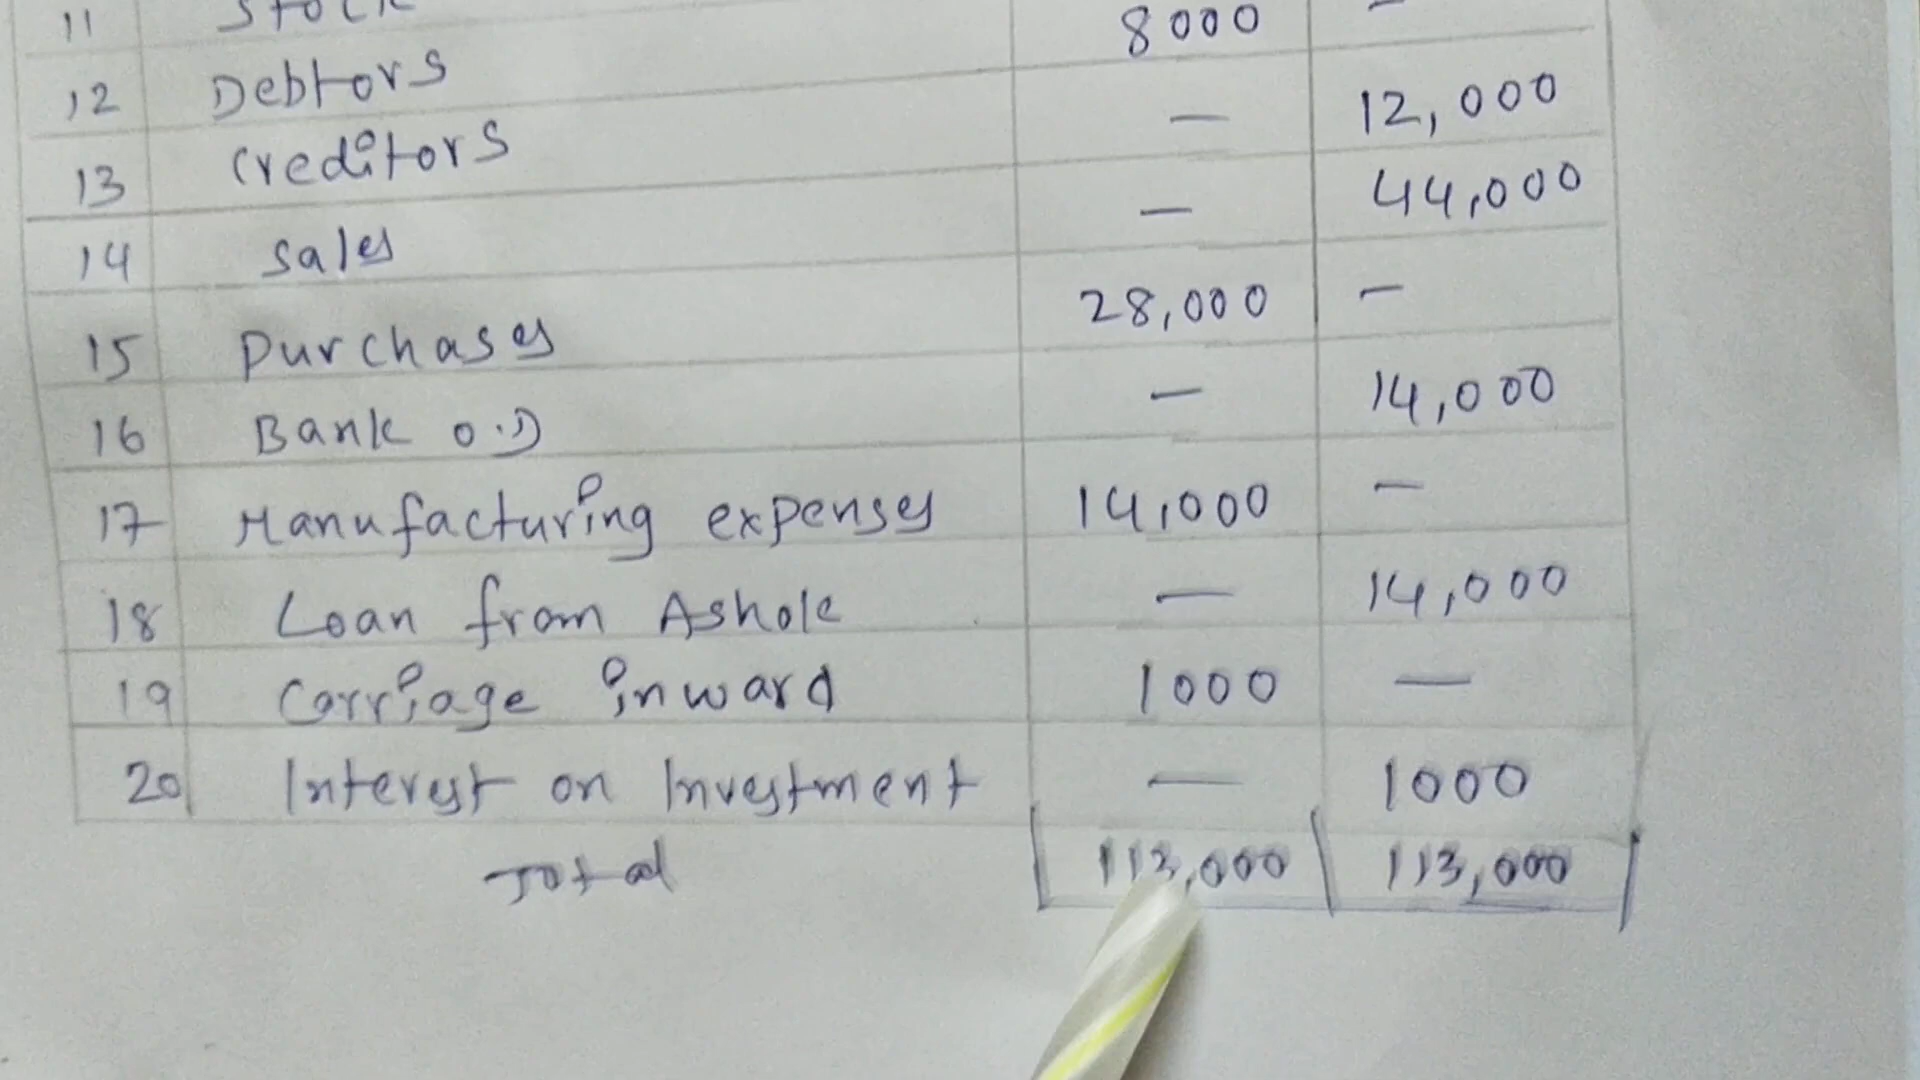 11 Stock 8000 —
12 Debtors — 12,000
13 Creditors — 44,000
14 Sales 28,000 —
15 Purchases — 14,000
16 Bank O.D
17 Manufacturing expenses 14,000 —
18 Loan from Ashok — 14,000
19 Carriage inward 1000 —
20 Interest on Investment — 1000
Total 113,000 113,000